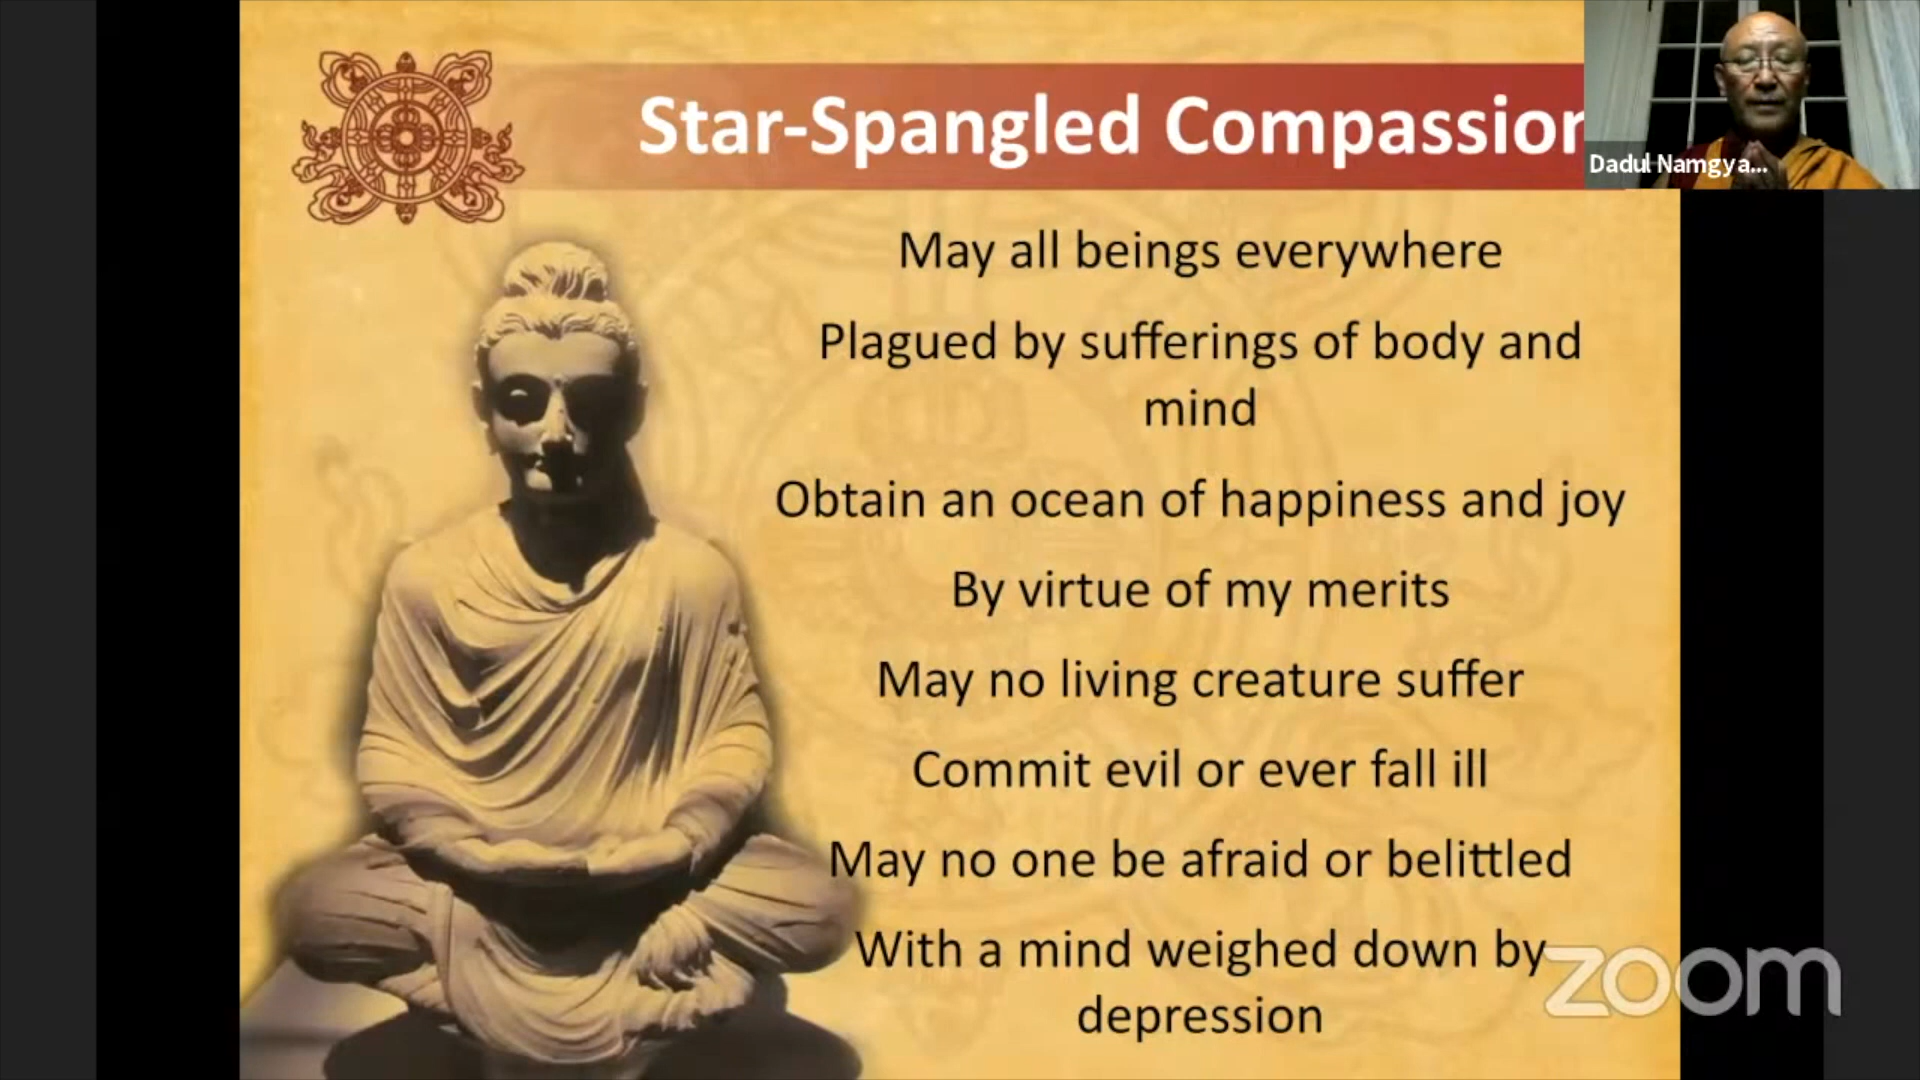 Star-Spangled Compassion
Dadul Namgya...
May all beings everywhere
Plagued by sufferings of body and
mind
Obtain an ocean of happiness and joy
By virtue of my merits
May no living creature suffer
Commit evil or ever fall ill
May no one be afraid or belittled
With a mind weighed down by
depression
zoom